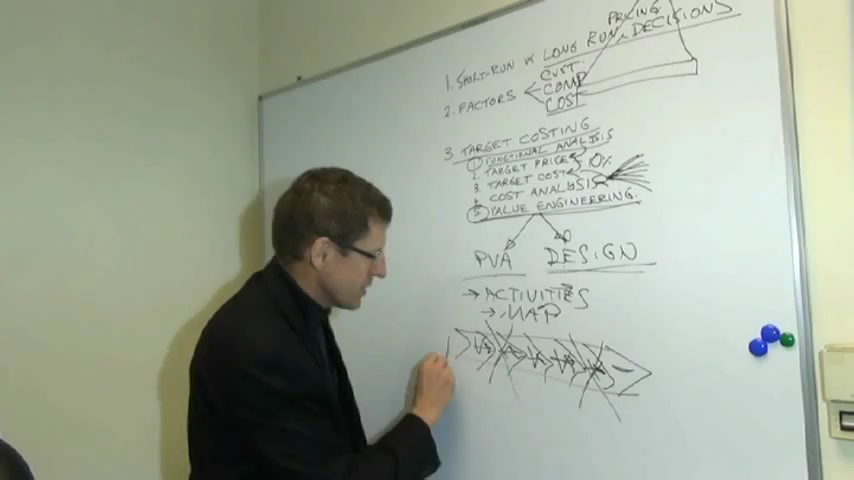 PRICING
1. SHORT-RUN VS LONG RUN DECISIONS
CUST.
2. FACTORS COMP
COST
3 TARGET COSTING
1 FUNCTIONAL ANALYSIS
2. TARGET PRICE 10%
3. TARGET COST
COST ANALYSIS
5 VALUE ENGINEERING
PVA DESIGN
→ ACTIVITIES
→ MAP